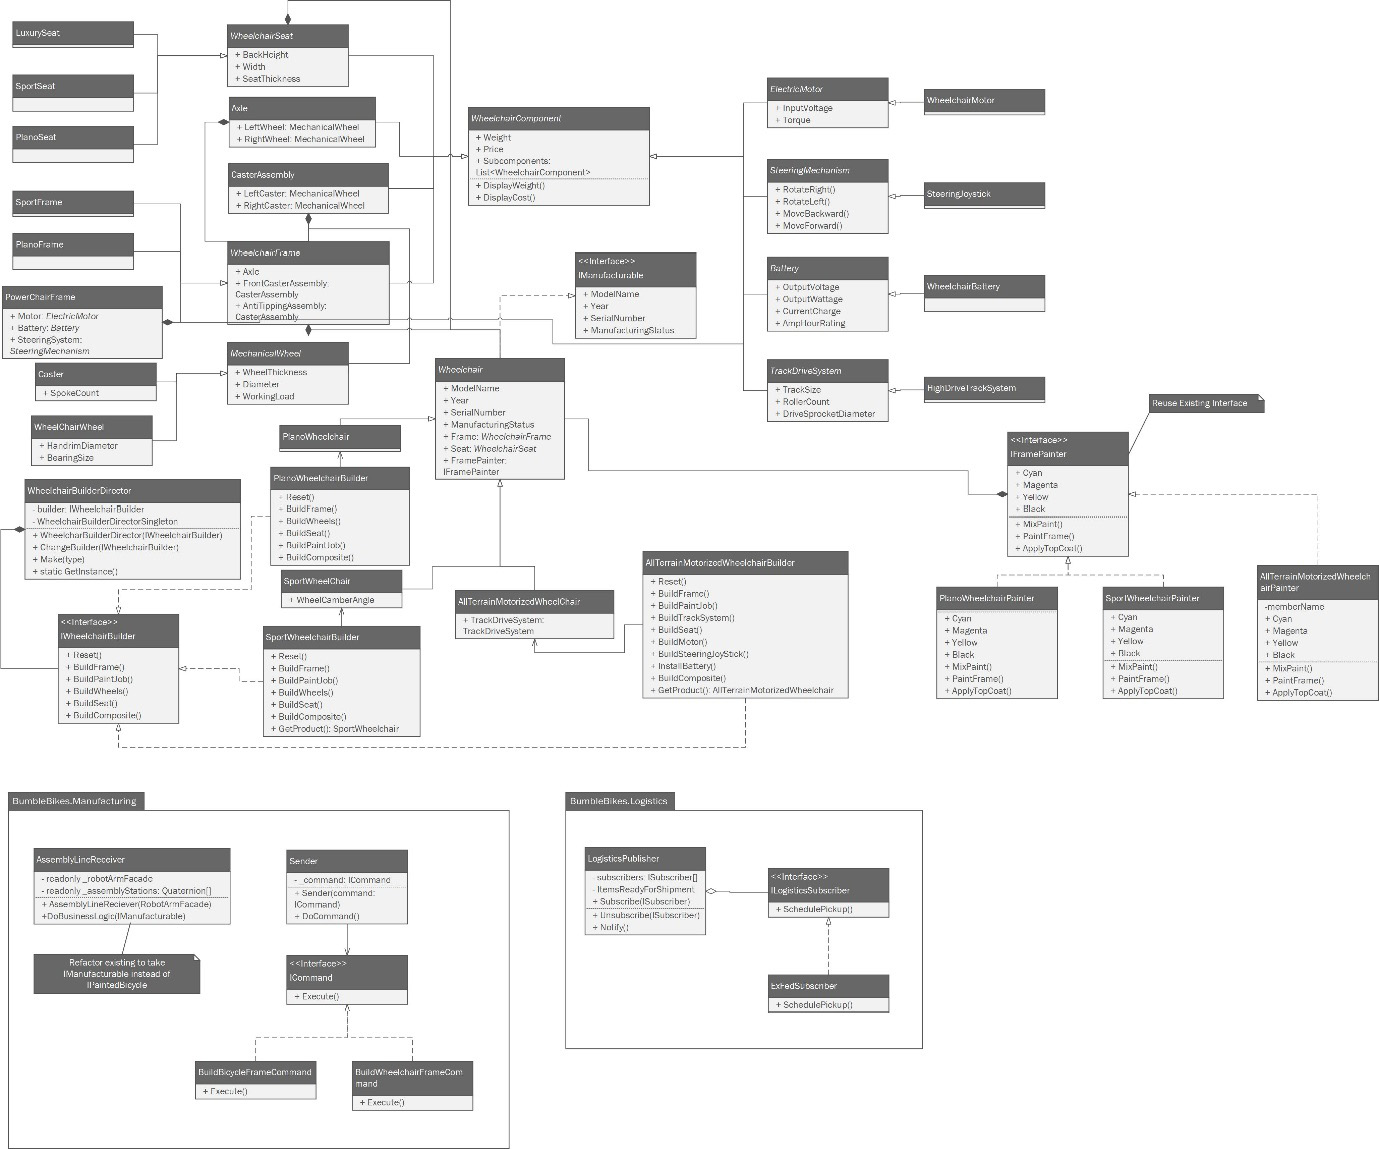 LuxurySeat
SportSeat
PlanoSeat
SportFrame
PlanoFrame
PowerChairFrame
+ Motor: ElectricMotor
+ Battery: Battery
+ SteeringSystem:
SteeringMechanism
Caster
+ SpokeCount
WheelChairWheel
+ HandrimDiameter
+ BearingSize
WheelchairSeat
+ BackHeight
+ Width
+ SeatThickness
Axle
+ LeftWheel: MechanicalWheel
+ RightWheel: MechanicalWheel
CasterAssembly
+ LeftCaster: MechanicalWheel
+ RightCaster: MechanicalWheel
WheelchairFrame
+ Axle
+ FrontCasterAssembly:
CasterAssembly
+ AntiTippingAssembly:
CasterAssembly
MechanicalWheel
+ WheelThickness
+ Diameter
+ WorkingLoad
WheelchairComponent
+ Weight
+ Price
+ Subcomponents:
List<WheelchairComponent>
+ DisplayWeight()
+ DisplayCost()
<<Interface>>
IManufacturable
+ ModelName
+ Year
+ SerialNumber
+ ManufacturingStatus
ElectricMotor
+ InputVoltage
+ Torque
WheelchairMotor
SteeringMechanism
+ RotateRight()
+ RotateLeft()
+ MoveBackward()
+ MoveForward()
SteeringJoystick
Battery
+ OutputVoltage
+ OutputWattage
+ CurrentCharge
+ AmpHourRating
WheelchairBattery
TrackDriveSystem
+ TrackSize
+ RollerCount
+ DriveSprocketDiameter
HighDriveTrackSystem
Wheelchair
+ ModelName
+ Year
+ SerialNumber
+ ManufacturingStatus
+ Frame: WheelchairFrame
+ Seat: WheelchairSeat
+ FramePainter:
IFramePainter
PlanoWheelchair
PlanoWheelchairBuilder
+ Reset()
+ BuildFrame()
+ BuildWheels()
+ BuildSeat()
+ BuildPaintJob()
+ BuildComposite()
WheelchairBuilderDirector
- builder: IWheelchairBuilder
- WheelchairBuilderDirectorSingleton
+ WheelcharBuilderDirector(IWheelchairBuilder)
+ ChangeBuilder(IWheelchairBuilder)
+ Make(type)
+ static GetInstance()
<<Interface>>
IWheelchairBuilder
+ Reset()
+ BuildFrame()
+ BuildPaintJob()
+ BuildWheels()
+ BuildSeat()
+ BuildComposite()
SportWheelChair
+ WheelCamberAngle
SportWheelchairBuilder
+ Reset()
+ BuildFrame()
+ BuildPaintJob()
+ BuildWheels()
+ BuildSeat()
+ BuildComposite()
+ GetProduct(): SportWheelchair
AllTerrainMotorizedWheelChair
+ TrackDriveSystem:
TrackDriveSystem
AllTerrainMotorizedWheelchairBuilder
+ Reset()
+ BuildFrame()
+ BuildPaintJob()
+ BuildTrackSystem()
+ BuildSeat()
+ BuildMotor()
+ BuildSteeringJoyStick()
+ InstallBattery()
+ BuildComposite()
+ GetProduct(): AllTerrainMotorizedWheelchair
Reuse Existing Interface
<<Interface>>
IFramePainter
+ Cyan
+ Magenta
+ Yellow
+ Black
+ MixPaint()
+ PaintFrame()
+ ApplyTopCoat()
PlanoWheelchairPainter
+ Cyan
+ Magenta
+ Yellow
+ Black
+ MixPaint()
+ PaintFrame()
+ ApplyTopCoat()
SportWheelchairPainter
+ Cyan
+ Magenta
+ Yellow
+ Black
+ MixPaint()
+ PaintFrame()
+ ApplyTopCoat()
AllTerrainMotorizedWheelch
airPainter
-memberName
+ Cyan
+ Magenta
+ Yellow
+ Black
+ MixPaint()
+ PaintFrame()
+ ApplyTopCoat()
BumbleBikes.Manufacturing
AssemblyLineReceiver
- readonly _robotArmFacade
- readonly _assemblyStations: Quaternion[]
+ AssemblyLineReciever(RobotArmFacade)
+DoBusinessLogic(IManufacturable)
Refactor existing to take
IManufacturable instead of
IPaintedBicycle
Sender
- _command: ICommand
+ Sender(command:
ICommand)
+ DoCommand()
<<Interface>>
ICommand
+ Execute()
BuildBicycleFrameCommand
+ Execute()
BuildWheelchairFrameCom
mand
+ Execute()
BumbleBikes.Logistics
LogisticsPublisher
- subscribers: ISubscriber[]
- ItemsReadyForShipment
+ Subscribe(ISubscriber)
+ Unsubscribe(ISubscriber)
+ Notify()
<<Interface>>
ILogisticsSubscriber
+ SchedulePickup()
ExFedSubscriber
+ SchedulePickup()